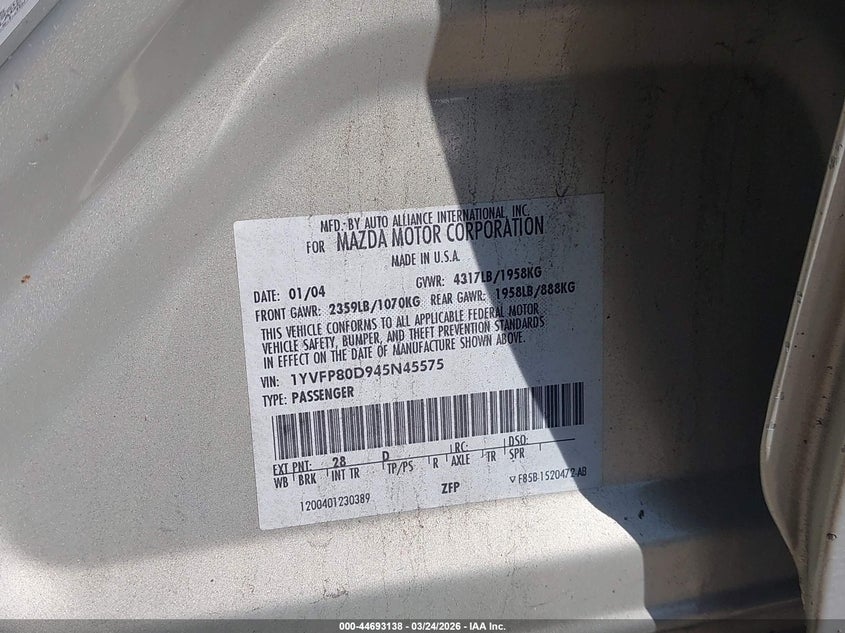 MFD. BY AUTO ALLIANCE INTERNATIONAL, INC.
FOR MAZDA MOTOR CORPORATION
MADE IN U.S.A.
DATE: 01/04 GVWR: 4317LB/1958KG
FRONT GAWR: 2359LB/1070KG REAR GAWR: 1958LB/888KG
THIS VEHICLE CONFORMS TO ALL APPLICABLE FEDERAL MOTOR
VEHICLE SAFETY, BUMPER, AND THEFT PREVENTION STANDARDS
IN EFFECT ON THE DATE OF MANUFACTURE SHOWN ABOVE.
VIN: 1YVFP80D945N45575
TYPE: PASSENGER
EXT PNT: 28 D RC: DSO:
WB BRK INT TR TP/PS R AXLE TR SPR
1200401230389 ZFP F85B-1520472-AB
000-44693138 - 03/24/2026 - IAA Inc.